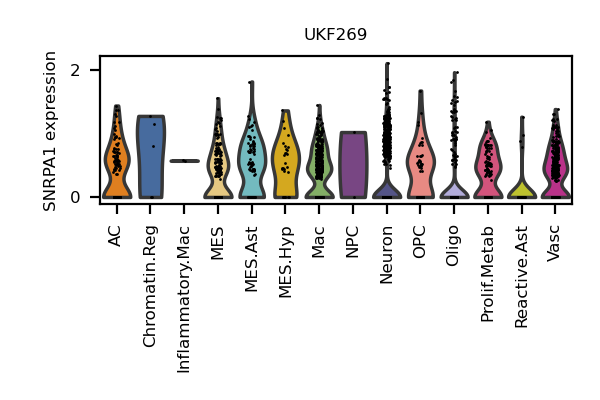 UKF269
SNRPA1 expression
2
0
AC
Chromatin.Reg
Inflammatory.Mac
MES
MES.Ast
MES.Hyp
Mac
NPC
Neuron
OPC
Oligo
Prolif.Metab
Reactive.Ast
Vasc